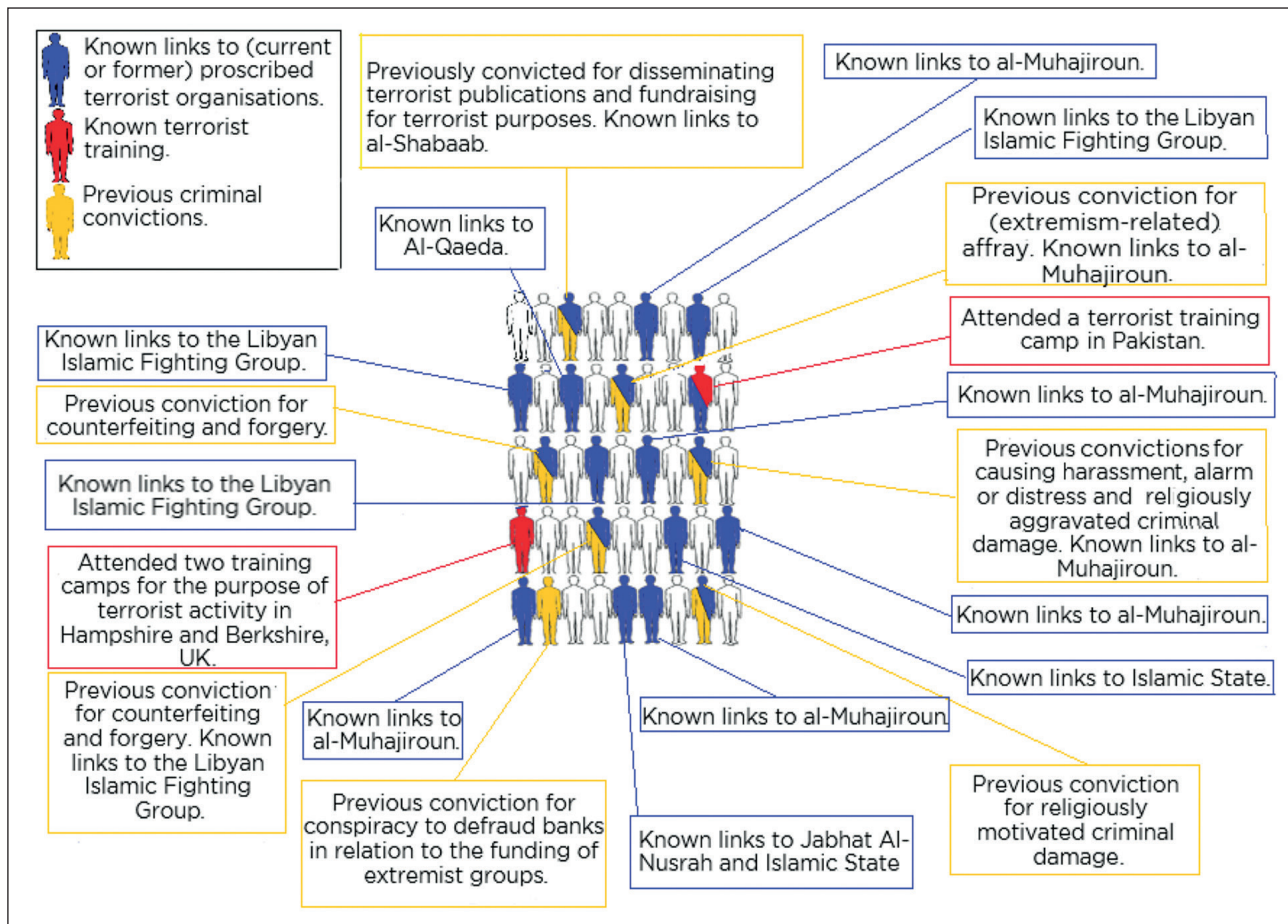 Known links to (current
or former) proscribed
terrorist organisations.
Known terrorist
training.
Previous criminal
convictions.
Previously convicted for disseminating
terrorist publications and fundraising
for terrorist purposes. Known links to
al-Shabaab.
Known links to al-Muhajiroun.
Known links to the Libyan
Islamic Fighting Group.
Known links to
Al-Qaeda.
Previous conviction for
(extremism-related)
affray. Known links to al-
Muhajiroun.
Known links to the Libyan
Islamic Fighting Group.
Attended a terrorist training
camp in Pakistan.
Previous conviction for
counterfeiting and forgery.
Known links to al-Muhajiroun.
Known links to the Libyan
Islamic Fighting Group.
Previous convictions for
causing harassment, alarm
or distress and religiously
aggravated criminal
damage. Known links to al-
Muhajiroun.
Attended two training
camps for the purpose of
terrorist activity in
Hampshire and Berkshire,
UK.
Known links to al-Muhajiroun.
Known links to Islamic State.
Previous conviction
for counterfeiting
and forgery. Known
links to the Libyan
Islamic Fighting
Group.
Known links to
al-Muhajiroun.
Known links to al-Muhajiroun.
Previous conviction for
conspiracy to defraud banks
in relation to the funding of
extremist groups.
Known links to Jabhat Al-
Nusrah and Islamic State
Previous conviction
for religiously
motivated criminal
damage.